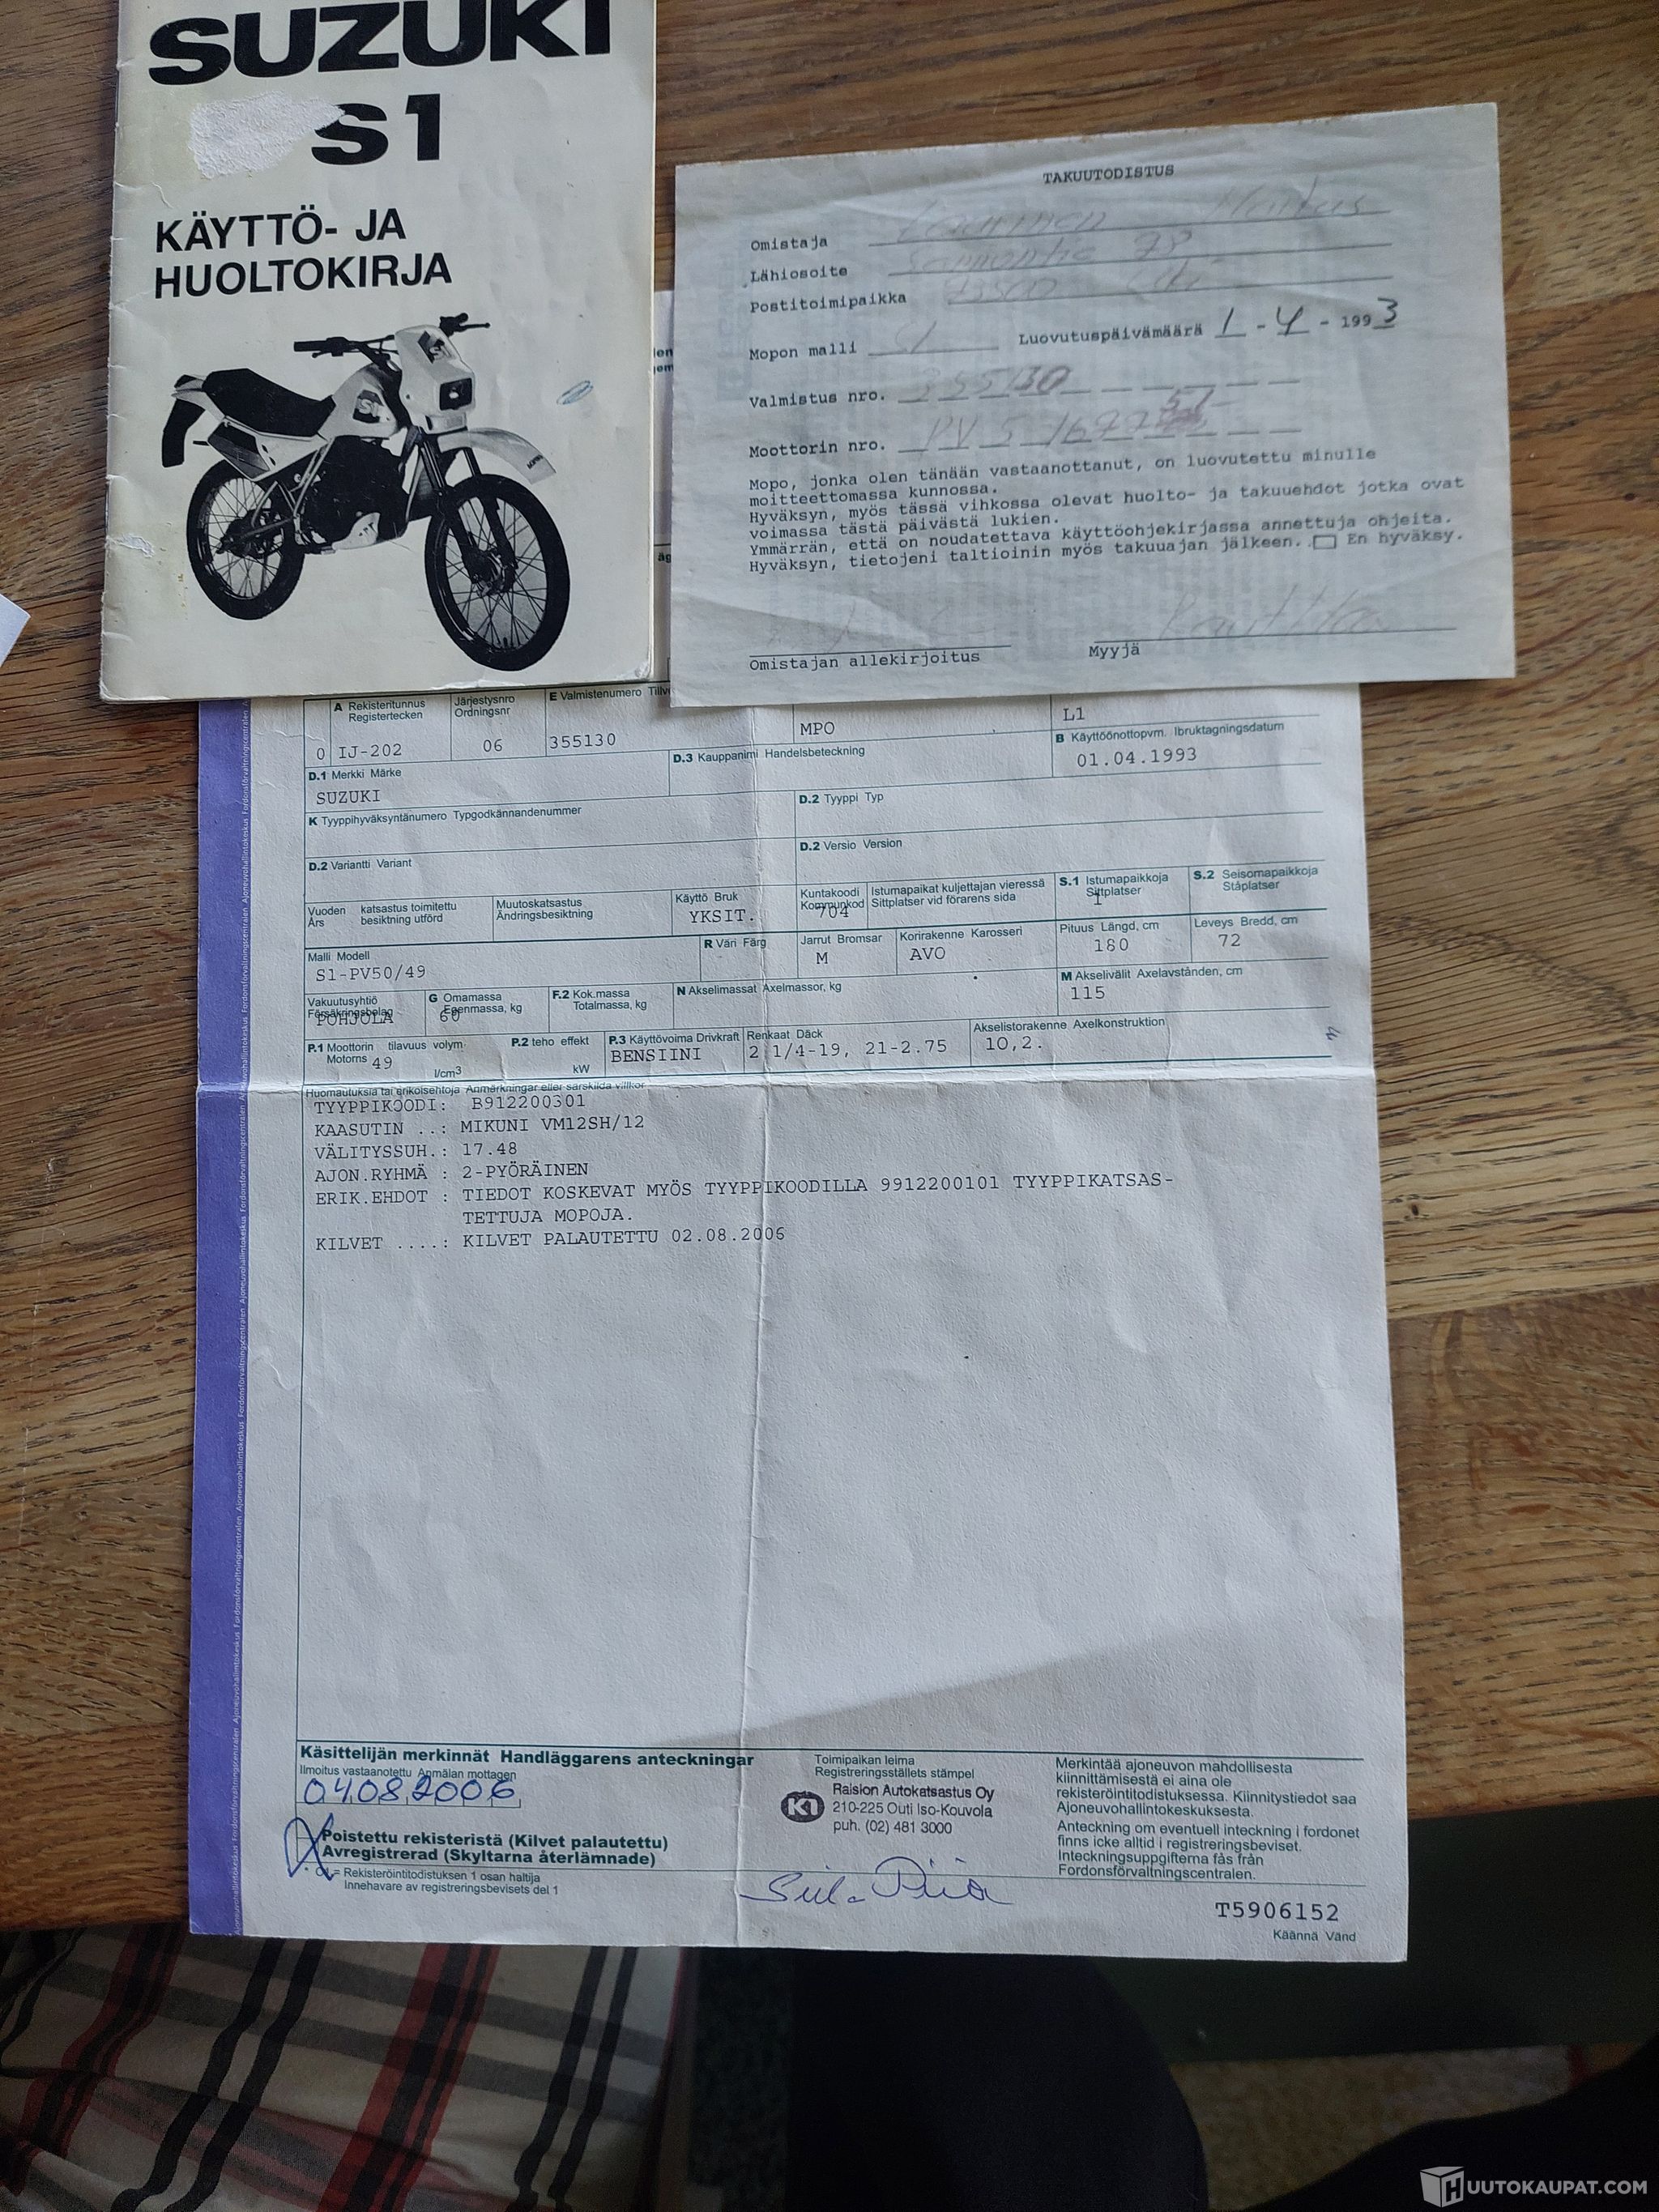 SUZUKI
S1
KÄYTTÖ- JA
HUOLTOKIRJA
TAKUUTODISTUS
Omistaja
Lähiosoite
Postitoimipaikka
Mopon malli Luovutuspäivämäärä 1 - 4 - 1993
Valmistus nro. 355130
Moottorin nro. PV 5 1677 57
Mopo, jonka olen tänään vastaanottanut, on luovutettu minulle
moitteettomassa kunnossa.
Hyväksyn, myös tässä vihkossa olevat huolto- ja takuuehdot jotka ovat
voimassa tästä päivästä lukien.
Ymmärrän, että on noudatettava käyttöohjekirjassa annettuja ohjeita.
Hyväksyn, tietojeni taltioinin myös takuuajan jälkeen. En hyväksy.
Omistajan allekirjoitus Myyjä
A Rekisteritunnus Järjestysnro E Valmistenumero
Registertecken Ordningsnr
0 IJ-202 06 355130 MPO L1
D.1 Merkki Märke D.3 Kauppanimi Handelsbeteckning B Käyttöönottopvm. Ibruktagningsdatum
SUZUKI 01.04.1993
K Tyyppihyväksyntänumero Typgodkännandenummer D.2 Tyyppi Typ
D.2 Variantti Variant D.2 Versio Version
Vuoden katsastus toimitettu Muutoskatsastus Käyttö Bruk Kuntakoodi Istumapaikat kuljettajan vieressä S.1 Istumapaikkoja S.2 Seisomapaikkoja
Års besiktning utförd Ändringsbesiktning Kommunkod Sittplatser vid förarens sida Sittplatser Ståplatser
YKSIT. 704 1
Malli Modell R Väri Färg Jarrut Bromsar Korirakenne Karosseri Pituus Längd, cm Leveys Bredd, cm
S1-PV50/49 M AVO 180 72
Vakuutusyhtiö G Omamassa F.2 Kok.massa N Akselimassat Axelmassor, kg M Akselivälit Axelavstånden, cm
Försäkringsbolag Egenmassa, kg Totalmassa, kg
POHJOLA 60 115
P.1 Moottorin tilavuus volym P.2 teho effekt P.3 Käyttövoima Drivkraft Renkaat Däck Akselistorakenne Axelkonstruktion
Motorns 49 l/cm3 kW BENSIINI 2 1/4-19, 21-2.75 10,2.
Huomautuksia tai erikoisehtoja Anmärkningar eller särskilda villkor
TYYPPIKOODI: B912200301
KAASUTIN ..: MIKUNI VM12SH/12
VÄLITYSSUH.: 17.48
AJON.RYHMÄ : 2-PYÖRÄINEN
ERIK.EHDOT : TIEDOT KOSKEVAT MYÖS TYYPPIKOODILLA 9912200101 TYYPPIKATSAS-
TETTUJA MOPOJA.
KILVET ....: KILVET PALAUTETTU 02.08.2006
Käsittelijän merkinnät Handläggarens anteckningar
Ilmoitus vastaanotettu Anmälan mottagen
04.08.2006
X Poistettu rekisteristä (Kilvet palautettu)
Avregistrerad (Skyltarna återlämnade)
= Rekisteröintitodistuksen 1 osan haltija
Innehavare av registreringsbevisets del 1
Toimipaikan leima
Registreringsställets stämpel
K1 Raision Autokatsastus Oy
210-225 Outi Iso-Kouvola
puh. (02) 481 3000
Merkintää ajoneuvon mahdollisesta
kiinnittämisestä ei aina ole
rekisteröintitodistuksessa. Kiinnitystiedot saa
Ajoneuvohallintokeskuksesta.
Anteckning om eventuell inteckning i fordonet
finns icke alltid i registreringsbeviset.
Inteckningsuppgifterna fås från
Fordonsförvaltningscentralen.
T5906152
Käännä Vänd
HUUTOKAUPAT.COM